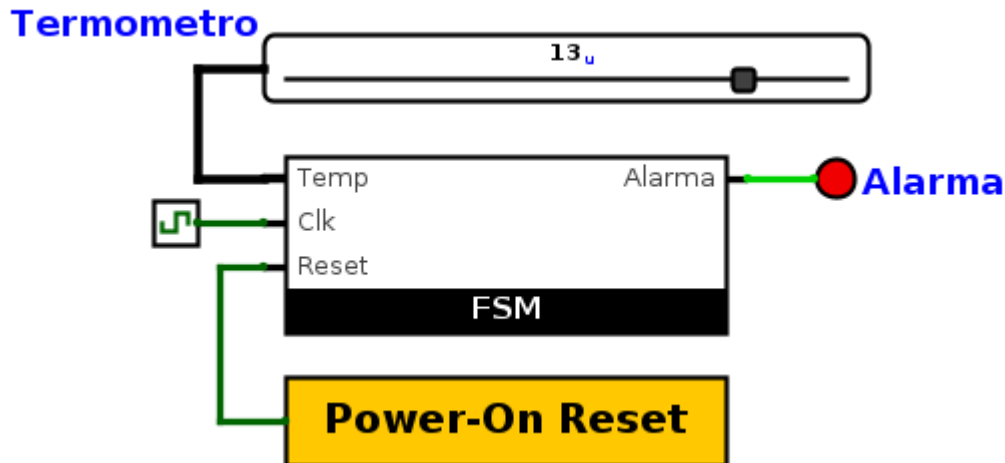 Termometro
13u
Temp
Alarma
Alarma
Clk
Reset
FSM
Power-On Reset